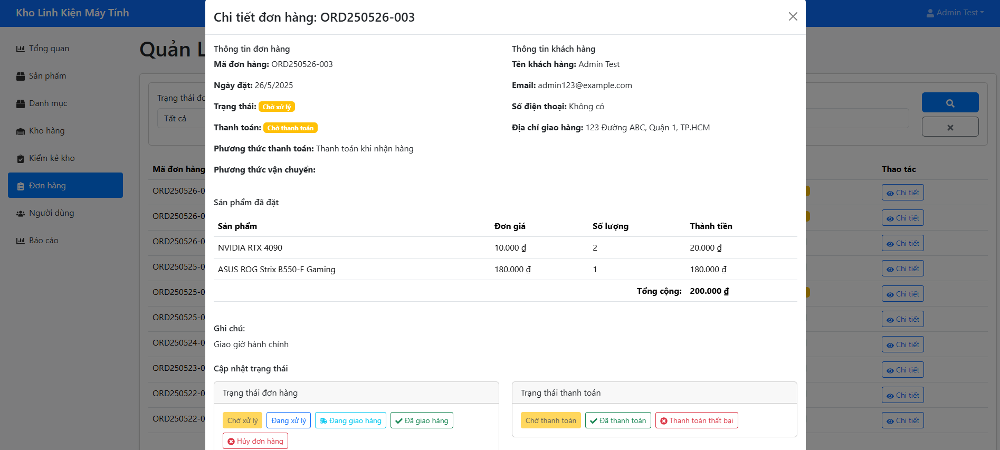 Kho Linh Kiện Máy Tính
Admin Test
Tổng quan
Sản phẩm
Danh mục
Kho hàng
Kiểm kê kho
Đơn hàng
Người dùng
Báo cáo
Quản L
Trạng thái đơ
Tất cả
Mã đơn hàng
Thao tác
ORD250526-0
Chi tiết
ORD250526-0
Chi tiết
ORD250526-0
Chi tiết
ORD250525-0
Chi tiết
ORD250525-0
Chi tiết
ORD250525-0
Chi tiết
ORD250524-0
Chi tiết
ORD250523-0
Chi tiết
ORD250522-0
Chi tiết
ORD250522-0
Chi tiết
Chi tiết đơn hàng: ORD250526-003
Thông tin đơn hàng
Mã đơn hàng: ORD250526-003
Ngày đặt: 26/5/2025
Trạng thái: Chờ xử lý
Thanh toán: Chờ thanh toán
Phương thức thanh toán: Thanh toán khi nhận hàng
Phương thức vận chuyển:
Thông tin khách hàng
Tên khách hàng: Admin Test
Email: admin123@example.com
Số điện thoại: Không có
Địa chỉ giao hàng: 123 Đường ABC, Quận 1, TP.HCM
Sản phẩm đã đặt
Sản phẩm Đơn giá Số lượng Thành tiền
NVIDIA RTX 4090 10.000 ₫ 2 20.000 ₫
ASUS ROG Strix B550-F Gaming 180.000 ₫ 1 180.000 ₫
Tổng cộng: 200.000 ₫
Ghi chú:
Giao giờ hành chính
Cập nhật trạng thái
Trạng thái đơn hàng
Chờ xử lý Đang xử lý Đang giao hàng Đã giao hàng
Hủy đơn hàng
Trạng thái thanh toán
Chờ thanh toán Đã thanh toán Thanh toán thất bại